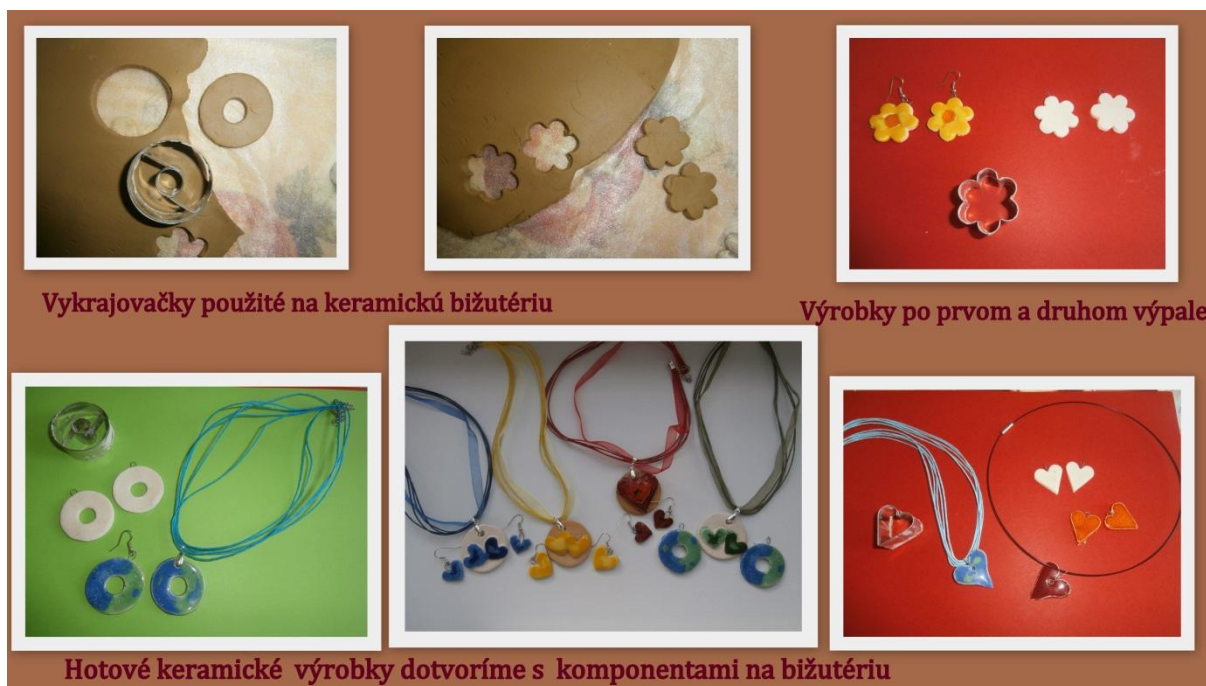 Vykrajovačky použité na keramickú bižutériu
Výrobky po prvom a druhom výpale
Hotové keramické  výrobky dotvoríme s  komponentami na bižutériu